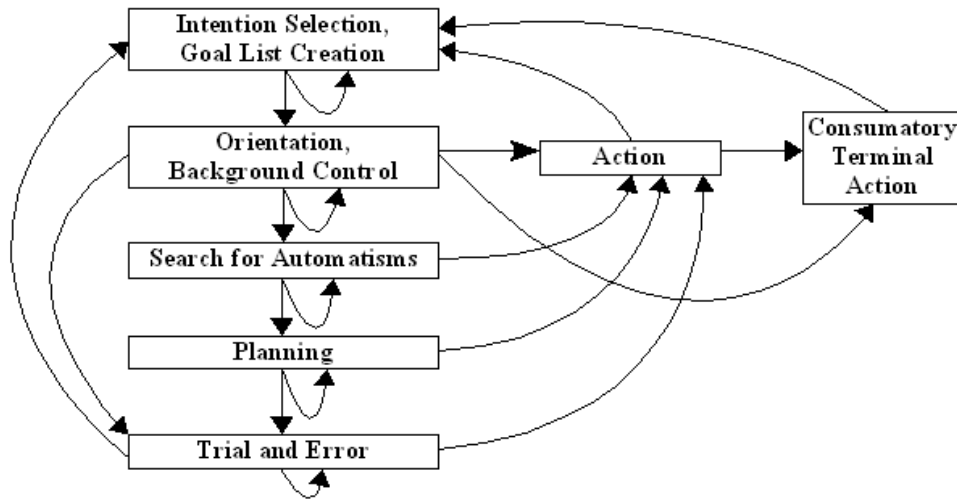 Intention Selection,
Goal List Creation
Orientation,
Background Control
Action
Consumatory
Terminal
Action
Search for Automatisms
Planning
Trial and Error